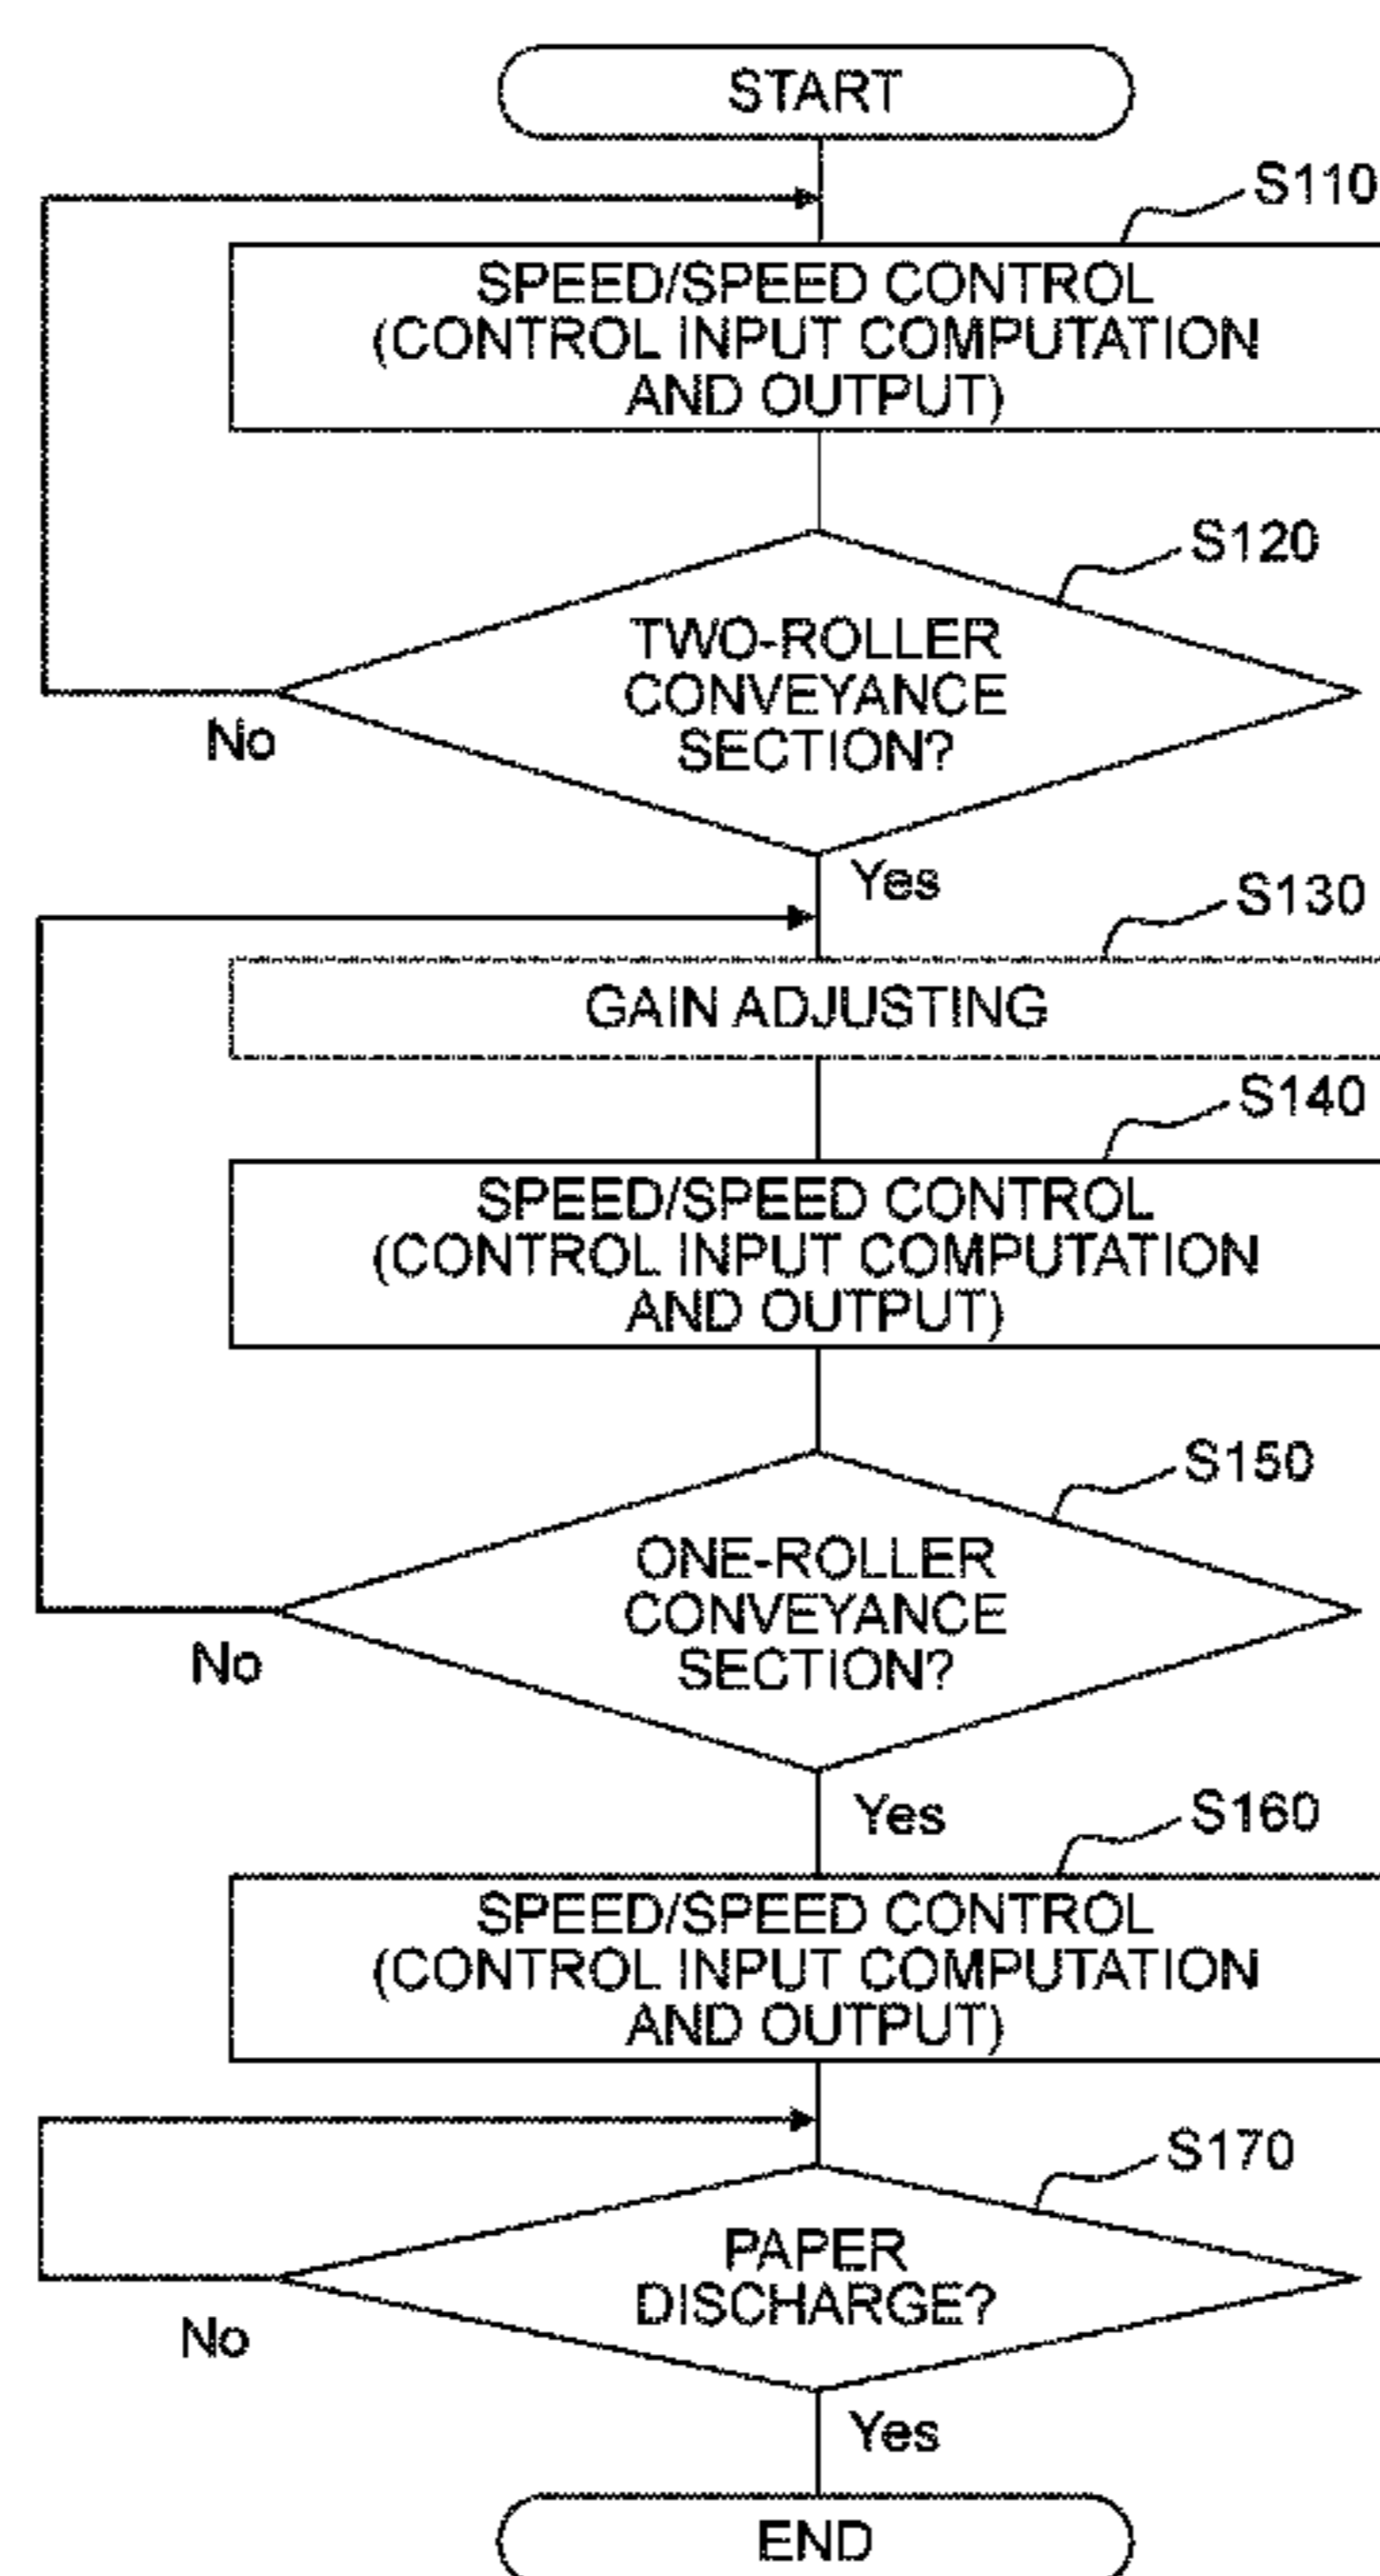 START
S110
SPEED/SPEED CONTROL
(CONTROL INPUT COMPUTATION
AND OUTPUT)
S120
TWO-ROLLER
CONVEYANCE
SECTION?
No
Yes
S130
GAIN ADJUSTING
S140
SPEED/SPEED CONTROL
(CONTROL INPUT COMPUTATION
AND OUTPUT)
S150
ONE-ROLLER
CONVEYANCE
SECTION?
No
Yes
S160
SPEED/SPEED CONTROL
(CONTROL INPUT COMPUTATION
AND OUTPUT)
S170
PAPER
DISCHARGE?
No
Yes
END